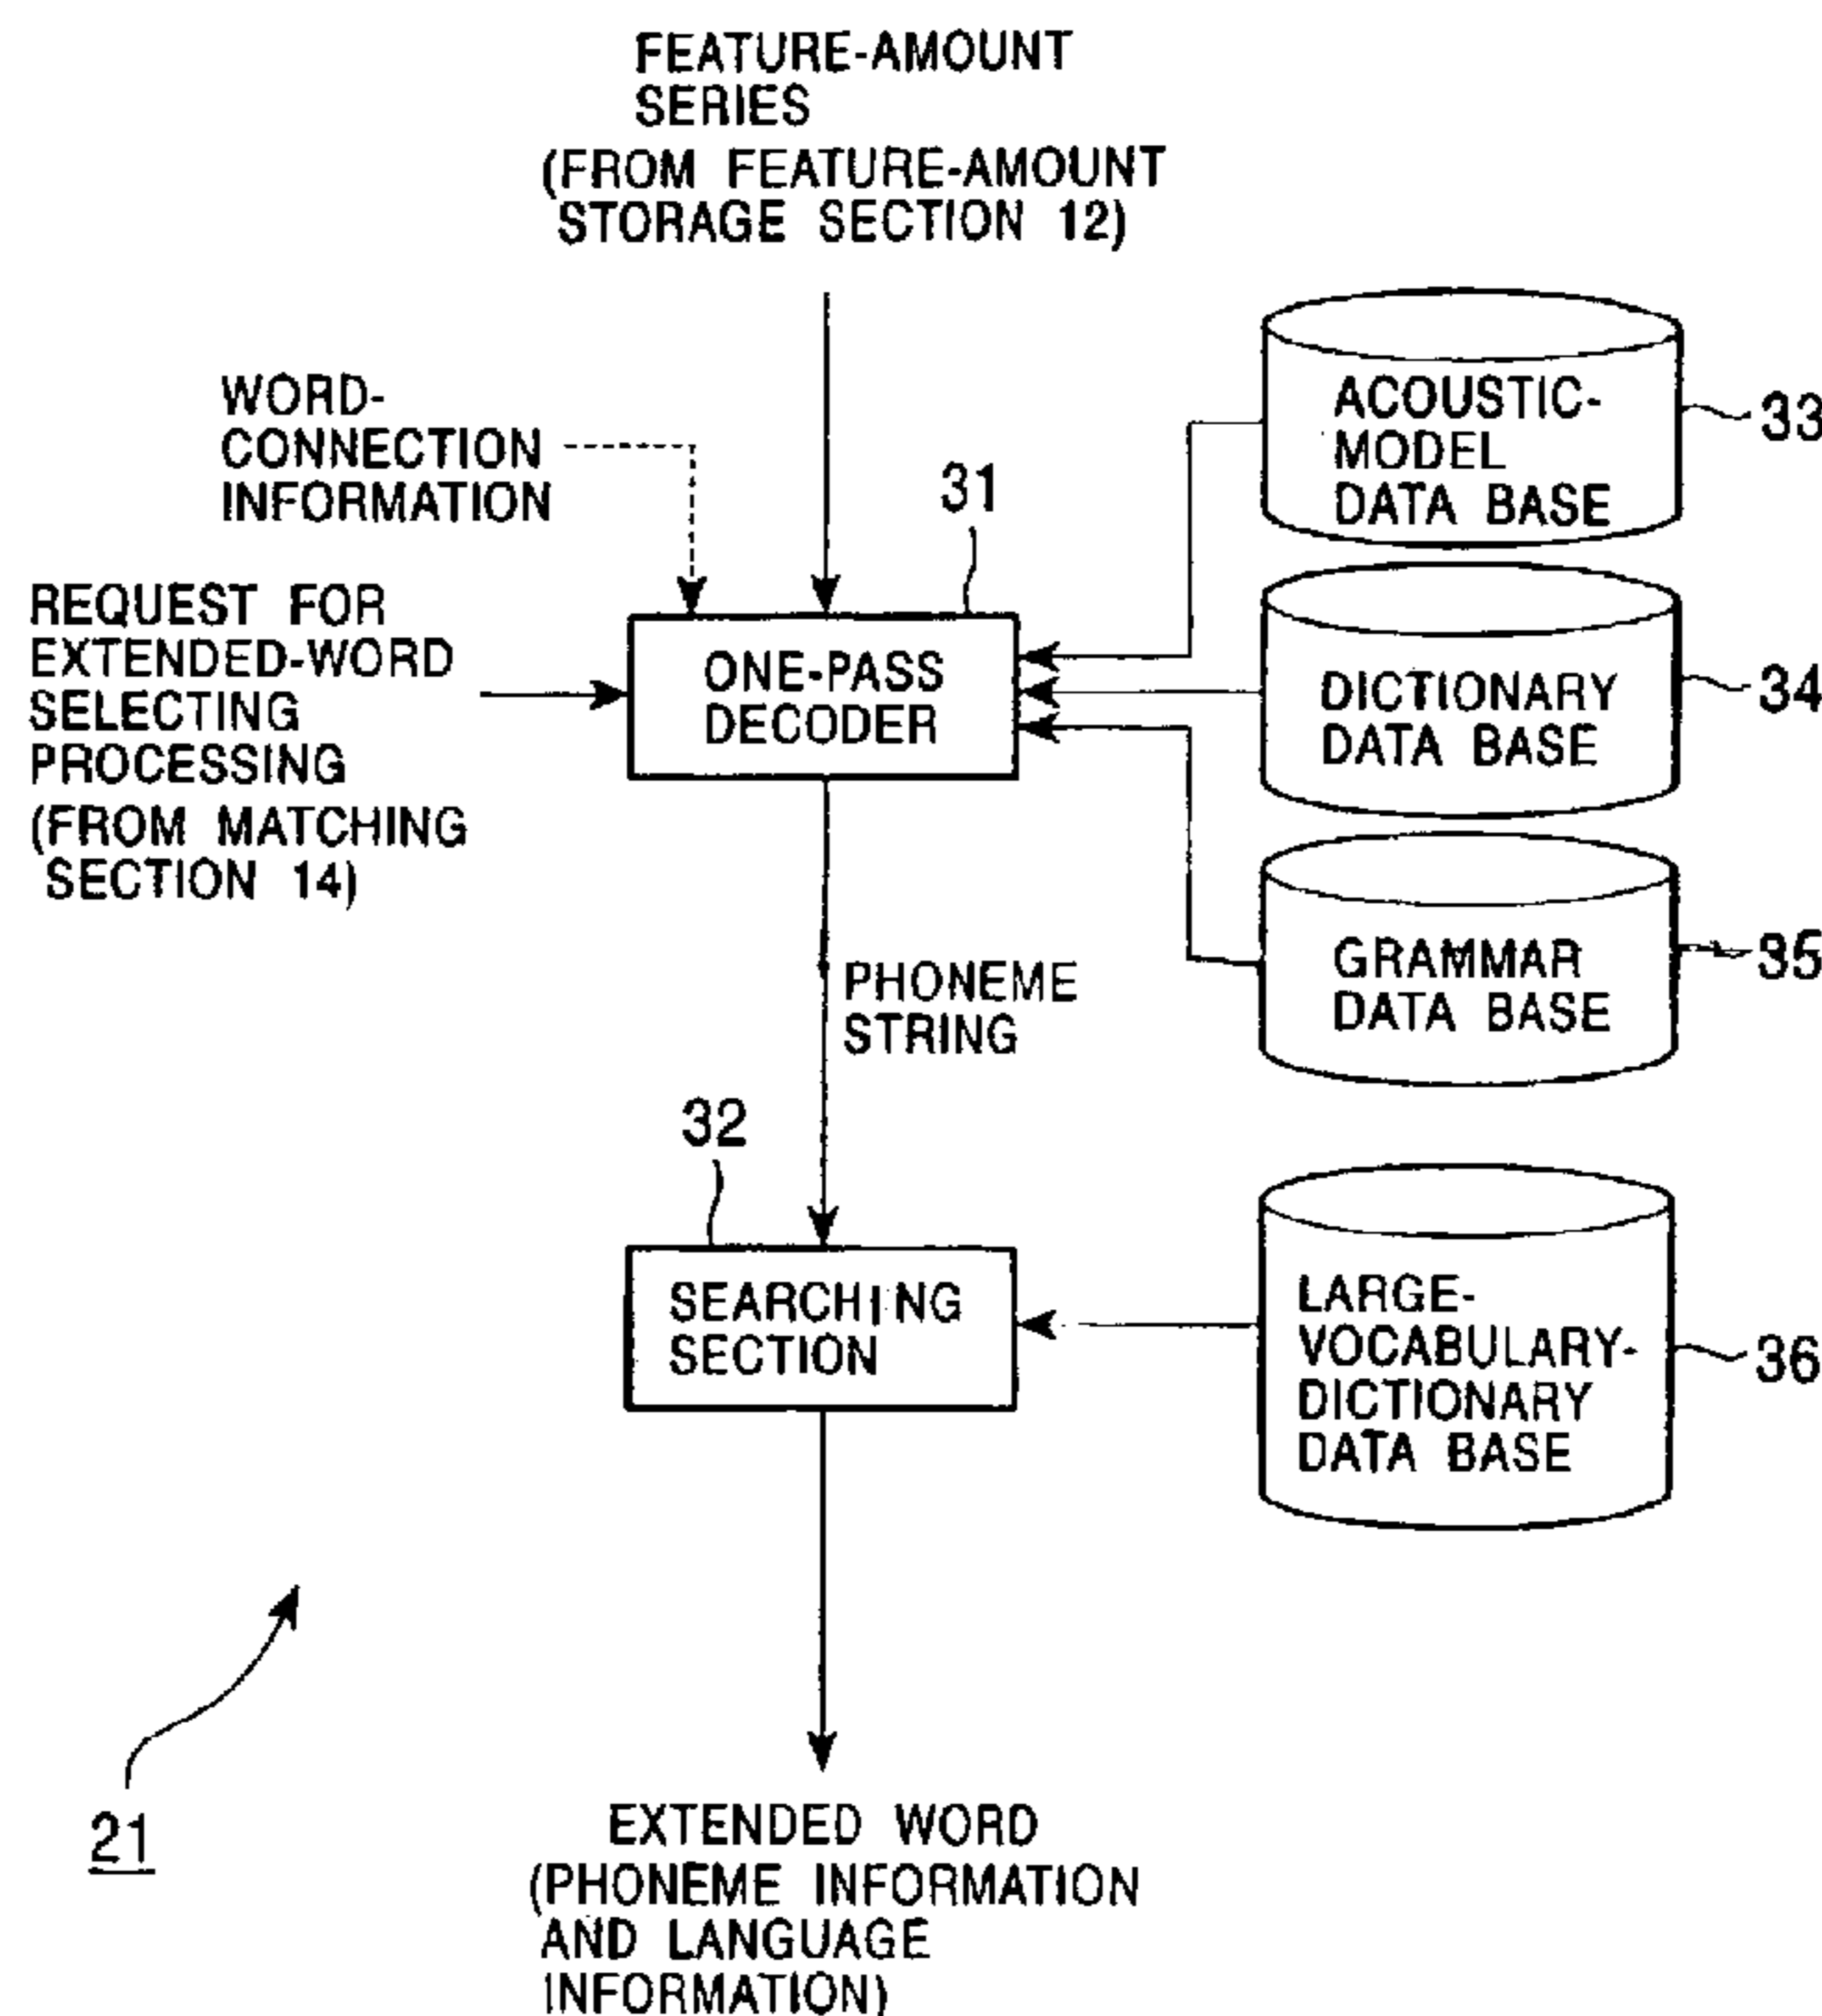 FEATURE-AMOUNT
SERIES
(FROM FEATURE-AMOUNT
STORAGE SECTION 12)
WORD-
CONNECTION
INFORMATION
31
REQUEST FOR
EXTENDED-WORD
SELECTING
PROCESSING
(FROM MATCHING
SECTION 14)
ONE-PASS
DECODER
ACOUSTIC-
MODEL
DATA BASE
33
DICTIONARY
DATA BASE
34
GRAMMAR
DATA BASE
35
PHONEME
STRING
32
SEARCHING
SECTION
LARGE-
VOCABULARY-
DICTIONARY
DATA BASE
36
21
EXTENDED WORD
(PHONEME INFORMATION
AND LANGUAGE
INFORMATION)